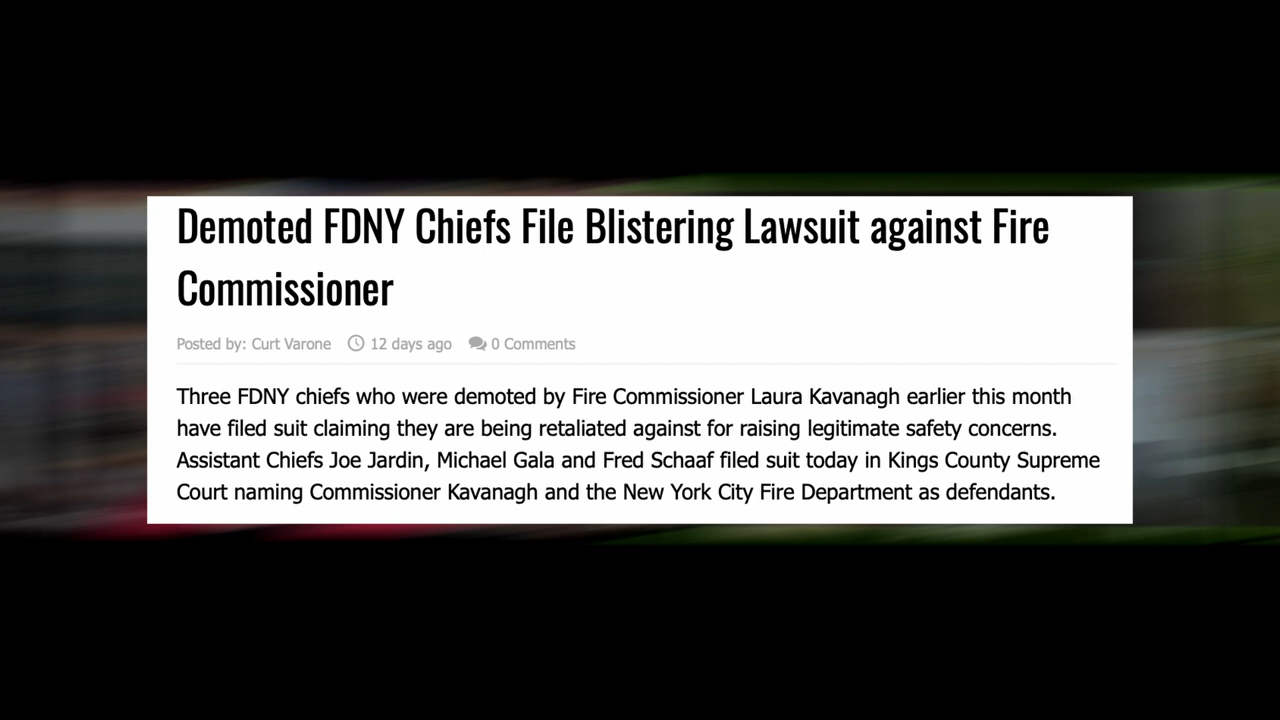 Demoted FDNY Chiefs File Blistering Lawsuit against Fire
Commissioner
Posted by: Curt Varone 12 days ago 0 Comments
Three FDNY chiefs who were demoted by Fire Commissioner Laura Kavanagh earlier this month
have filed suit claiming they are being retaliated against for raising legitimate safety concerns.
Assistant Chiefs Joe Jardin, Michael Gala and Fred Schaaf filed suit today in Kings County Supreme
Court naming Commissioner Kavanagh and the New York City Fire Department as defendants.